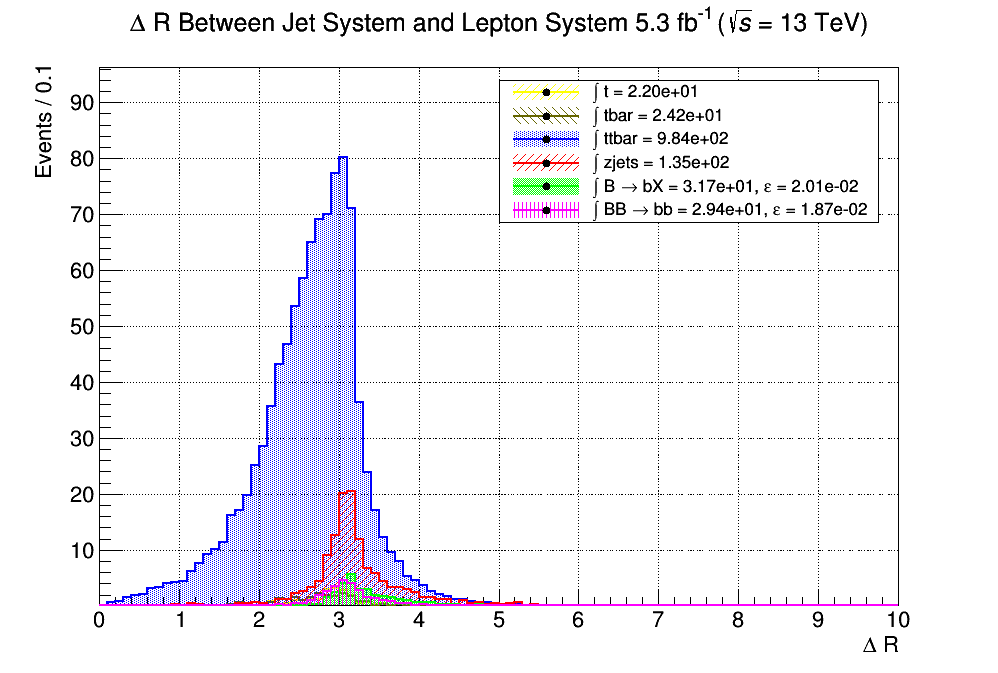 Δ R Between Jet System and Lepton System 5.3 fb⁻¹ (√s = 13 TeV)
Events / 0.1
90
80
70
60
50
40
30
20
10
∫ t = 2.20e+01
∫ tbar = 2.42e+01
∫ ttbar = 9.84e+02
∫ zjets = 1.35e+02
∫ B → bX = 3.17e+01, ε = 2.01e-02
∫ BB → bb = 2.94e+01, ε = 1.87e-02
0 1 2 3 4 5 6 7 8 9 10
Δ R